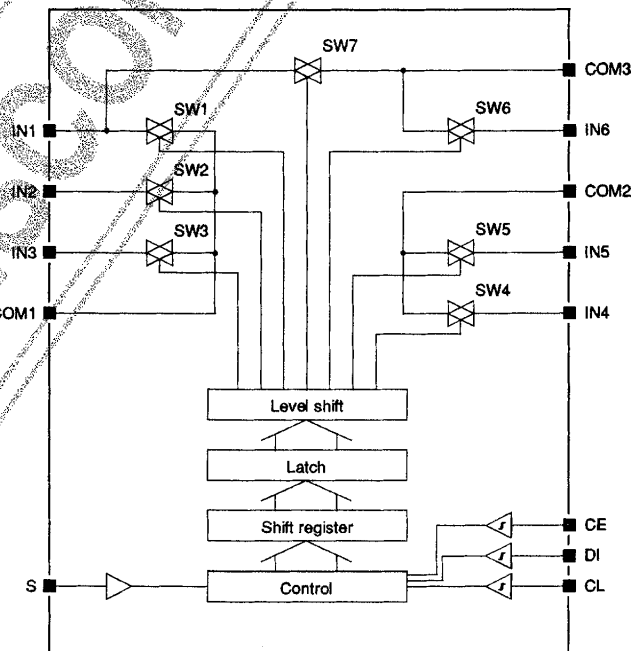 SW7
COM3
IN1
SW1
SW6
IN6
IN2
SW2
COM2
IN3
SW3
SW5
IN5
COM1
SW4
IN4
Level shift
Latch
Shift register
Control
CE
DI
S
CL